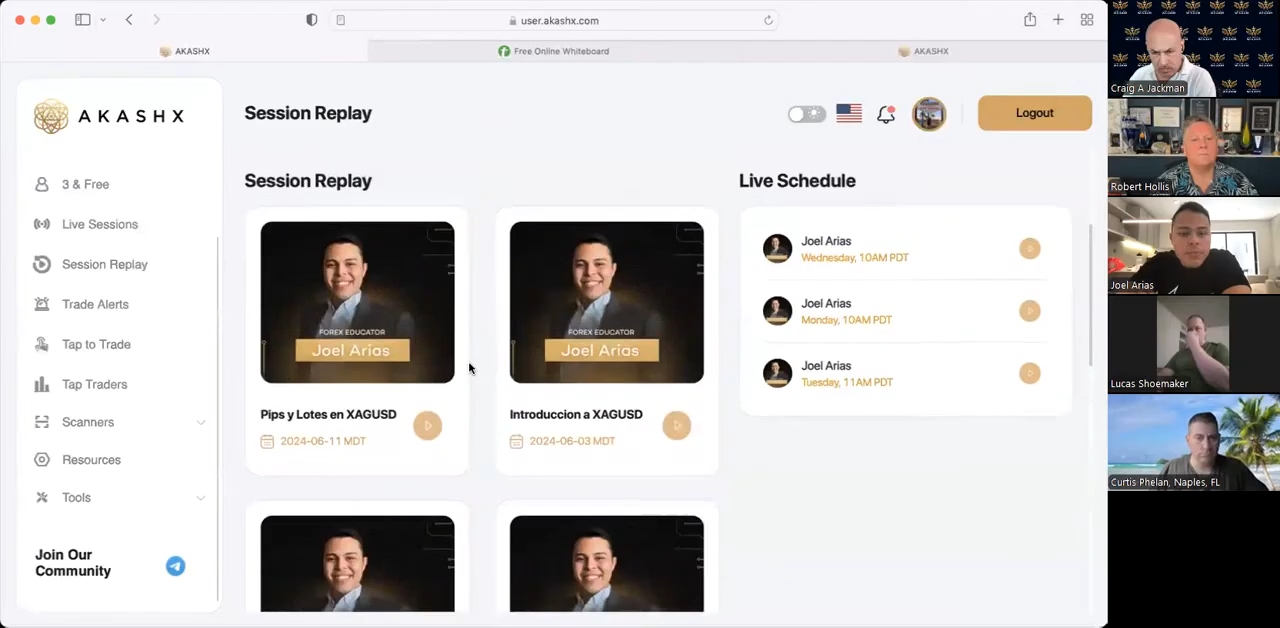 user.akashx.com
AKASHX
Free Online Whiteboard
AKASHX
AKASHX
3 & Free
Live Sessions
Session Replay
Trade Alerts
Tap to Trade
Tap Traders
Scanners
Resources
Tools
Join Our
Community
Session Replay
Logout
Session Replay
FOREX EDUCATOR
Joel Arias
Pips y Lotes en XAGUSD
2024-06-11 MDT
FOREX EDUCATOR
Joel Arias
Introduccion a XAGUSD
2024-06-03 MDT
Live Schedule
Joel Arias
Wednesday, 10AM PDT
Joel Arias
Monday, 10AM PDT
Joel Arias
Tuesday, 11AM PDT
Craig A Jackman
Robert Hollis
Joel Arias
Lucas Shoemaker
Curtis Phelan, Naples, FL